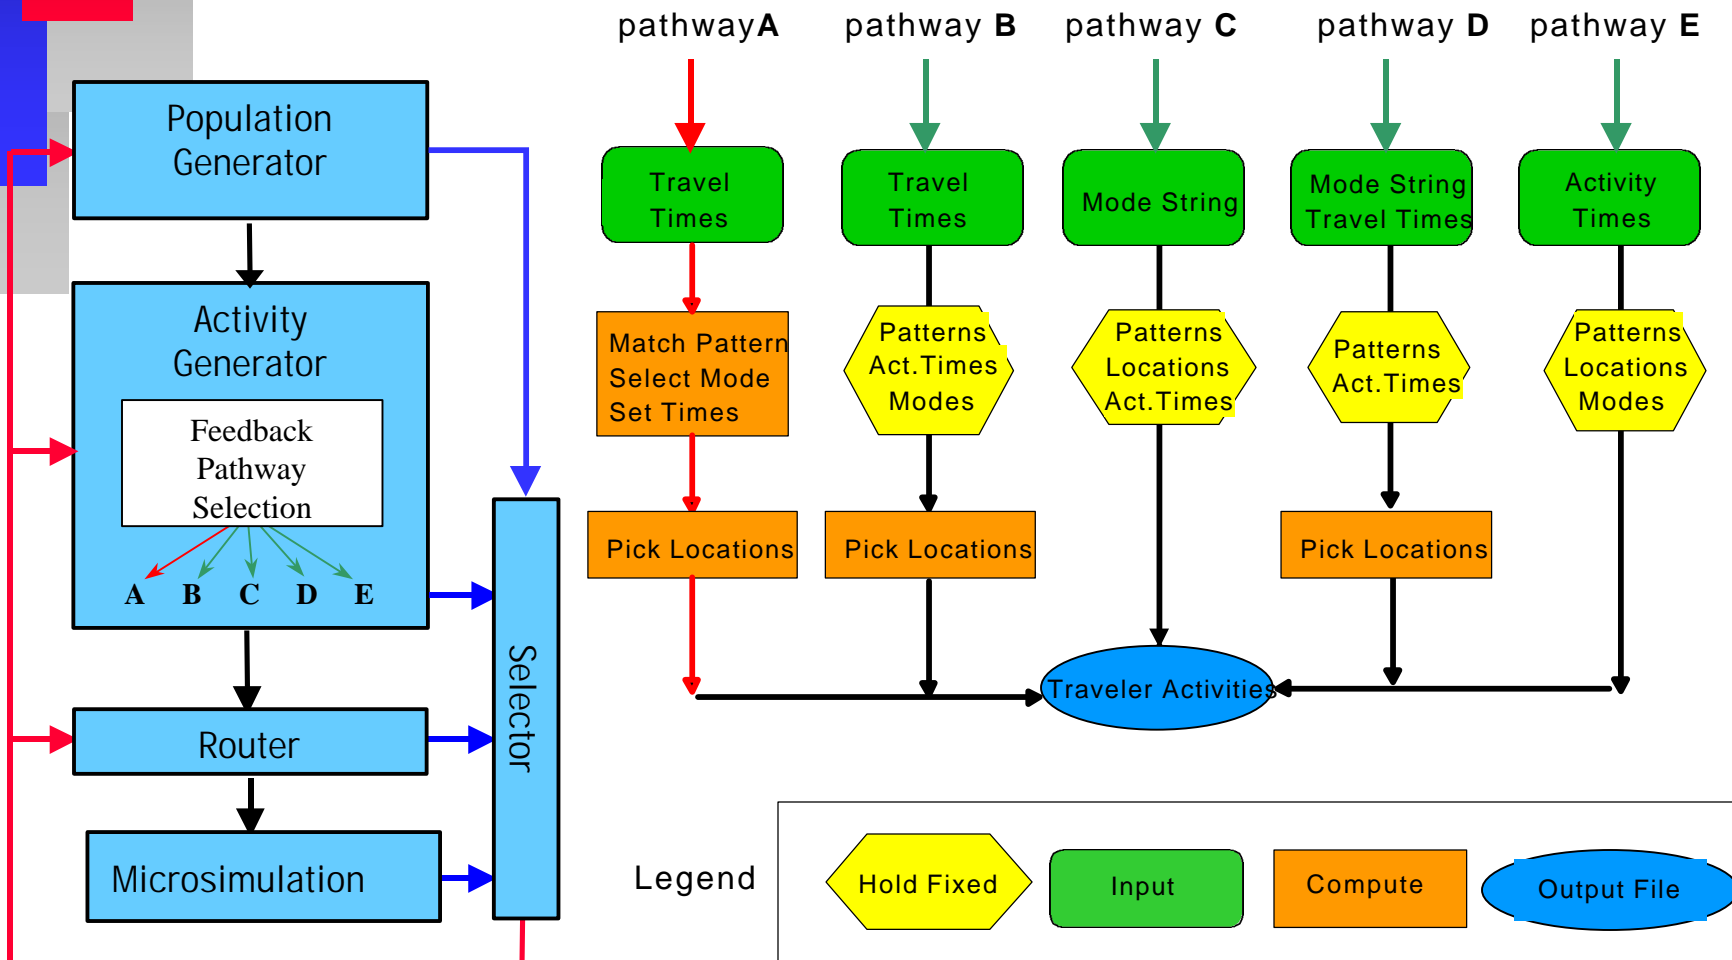 pathwayA
pathway B
pathway C
pathway D
pathway E
Population
Generator
Activity
Generator
Feedback
Pathway
Selection
A B C D E
Router
Microsimulation
Selector
Travel
Times
Match Pattern
Select Mode
Set Times
Pick Locations
Travel
Times
Patterns
Act.Times
Modes
Pick Locations
Mode String
Patterns
Locations
Act.Times
Mode String
Travel Times
Patterns
Act.Times
Pick Locations
Activity
Times
Patterns
Locations
Modes
Traveler Activities
Legend
Hold Fixed
Input
Compute
Output File